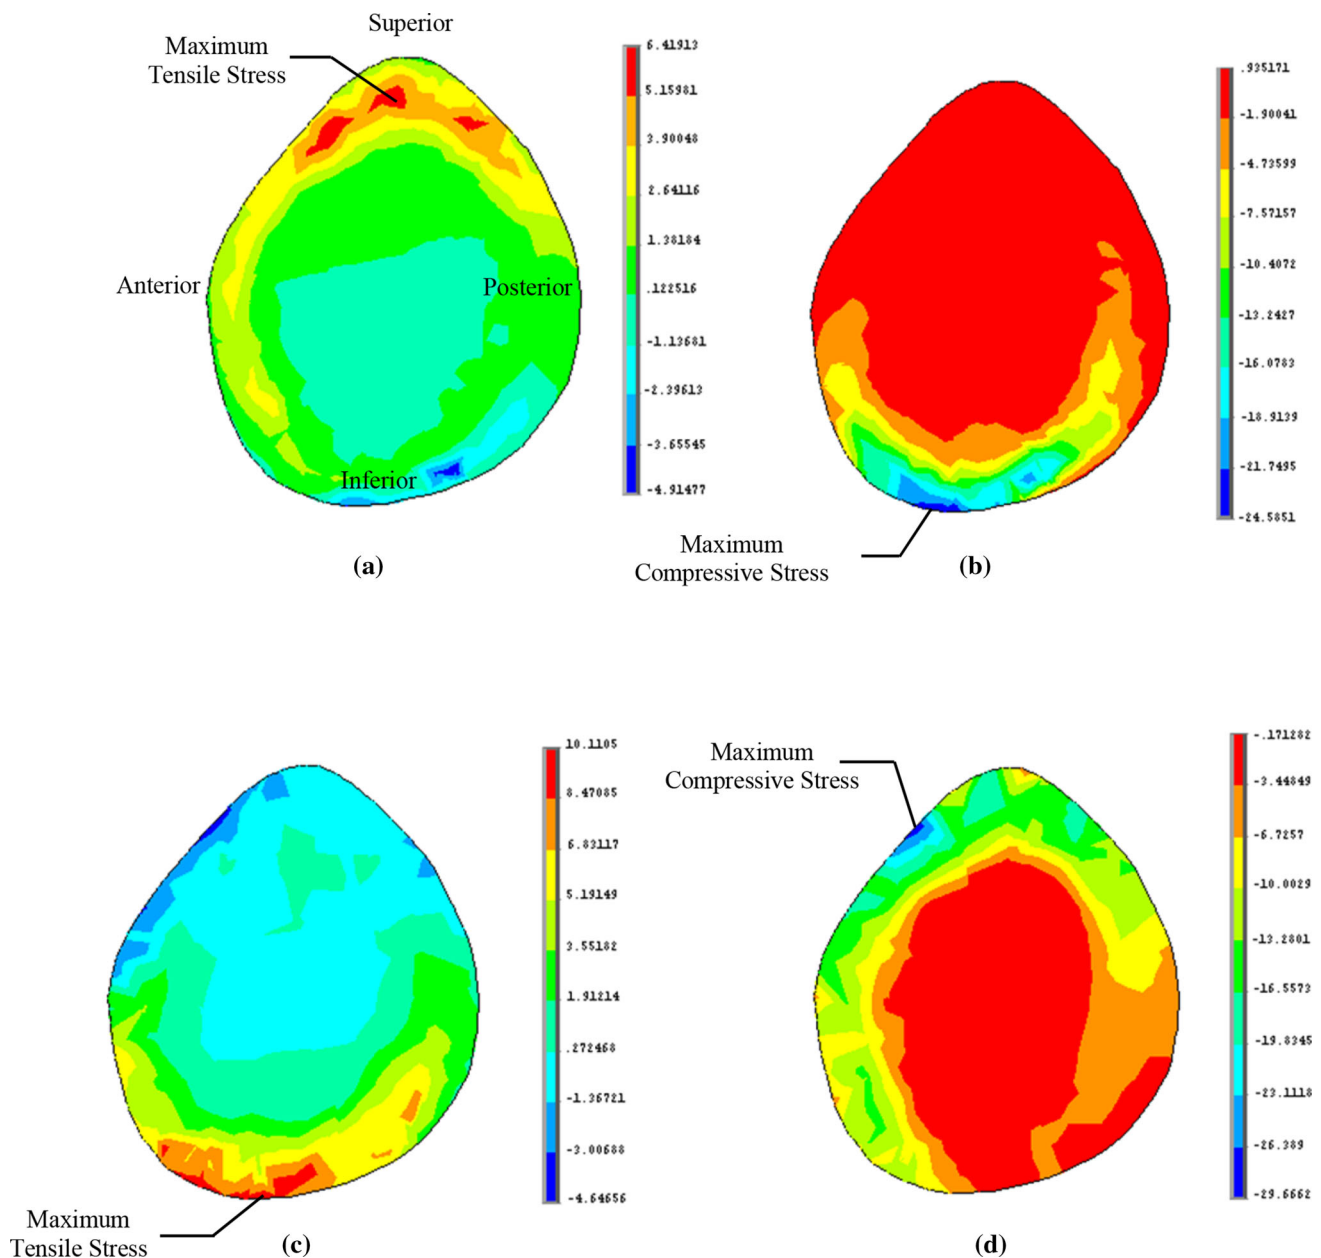 Superior
Maximum
Tensile Stress
Anterior
Posterior
Inferior
6.41913
5.15981
3.90048
2.64116
1.38184
.122516
-1.13681
-2.39613
-3.65545
-4.91477
(a)
.935171
-1.90041
-4.73599
-7.57157
-10.4072
-13.2427
-16.0783
-18.9139
-21.7495
-24.5851
Maximum
Compressive Stress
(b)
10.1105
8.47085
6.83117
5.19149
3.55182
1.91214
.272468
-1.36721
-3.00688
-4.64656
Maximum
Tensile Stress
(c)
Maximum
Compressive Stress
-.171282
-3.44849
-6.7257
-10.0029
-13.2801
-16.5573
-19.8345
-23.1118
-26.389
-29.6662
(d)